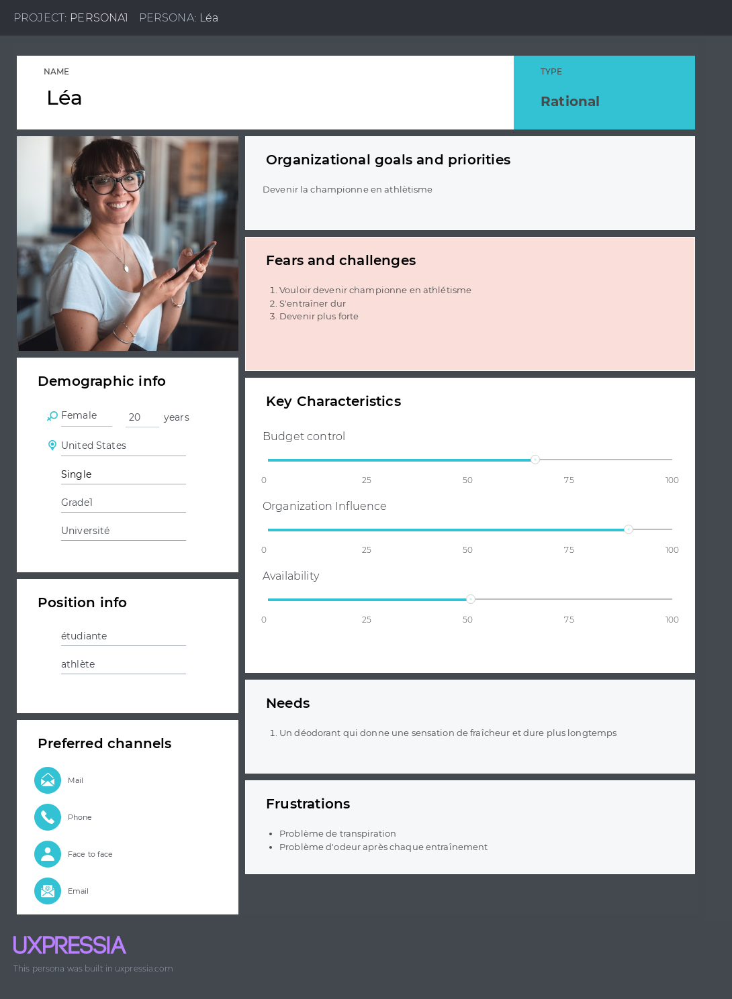 PROJECT: PERSONA1 PERSONA: Léa
NAME
Léa
TYPE
Rational
Organizational goals and priorities
Devenir la championne en athlètisme
Fears and challenges
1. Vouloir devenir championne en athlétisme
2. S'entraîner dur
3. Devenir plus forte
Demographic info
Female 20 years
United States
Single
Grade1
Université
Key Characteristics
Budget control
0 25 50 75 100
Organization Influence
0 25 50 75 100
Availability
0 25 50 75 100
Position info
étudiante
athlète
Needs
1. Un déodorant qui donne une sensation de fraîcheur et dure plus longtemps
Preferred channels
Mail
Phone
Face to face
Email
Frustrations
• Problème de transpiration
• Problème d'odeur après chaque entraînement
UXPRESSIA
This persona was built in uxpressia.com